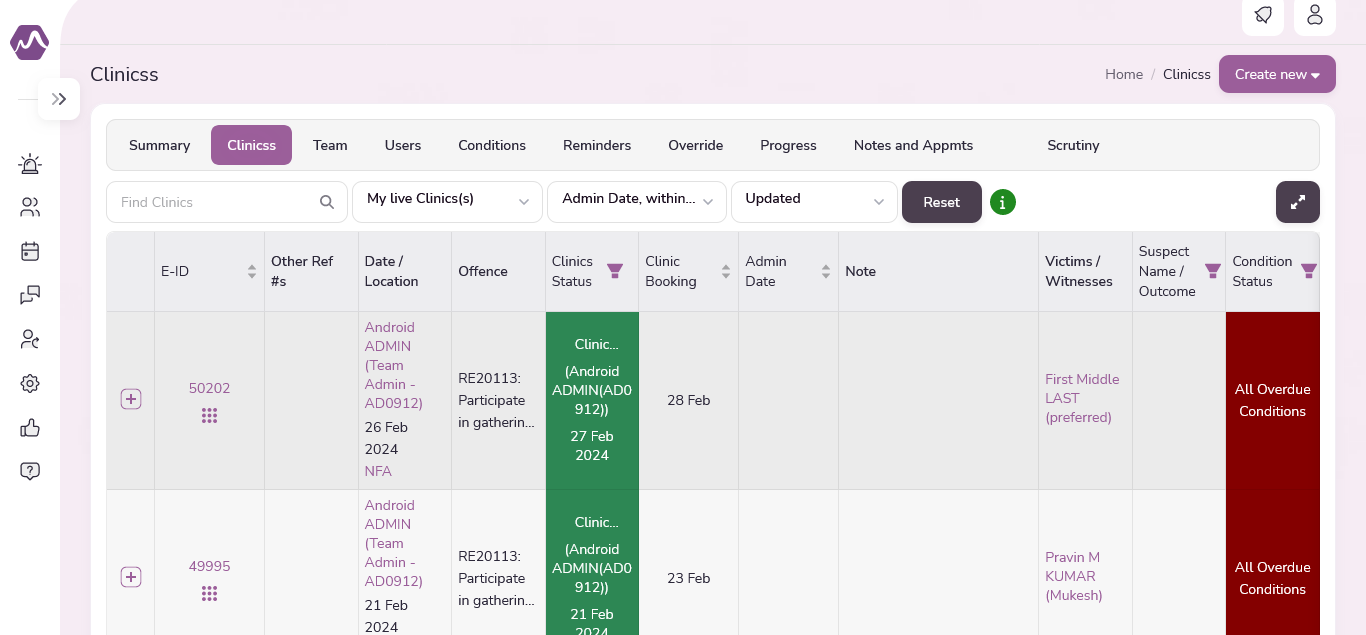 Clinicss
Home / Clinicss
Create new
Summary
Clinicss
Team
Users
Conditions
Reminders
Override
Progress
Notes and Appmts
Scrutiny
Find Clinics
My live Clinics(s)
Admin Date, within...
Updated
Reset
i
E-ID
Other Ref
#s
Date /
Location
Offence
Clinics
Status
Clinic
Booking
Admin
Date
Note
Victims /
Witnesses
Suspect
Name /
Outcome
Condition
Status
50202
Android
ADMIN
(Team
Admin -
AD0912)
26 Feb
2024
NFA
RE20113:
Participate
in gatherin...
Clinic...
(Android
ADMIN(AD0
912))
27 Feb
2024
28 Feb
First Middle
LAST
(preferred)
All Overdue
Conditions
49995
Android
ADMIN
(Team
Admin -
AD0912)
21 Feb
2024
RE20113:
Participate
in gatherin...
Clinic...
(Android
ADMIN(AD0
912))
21 Feb
2024
23 Feb
Pravin M
KUMAR
(Mukesh)
All Overdue
Conditions